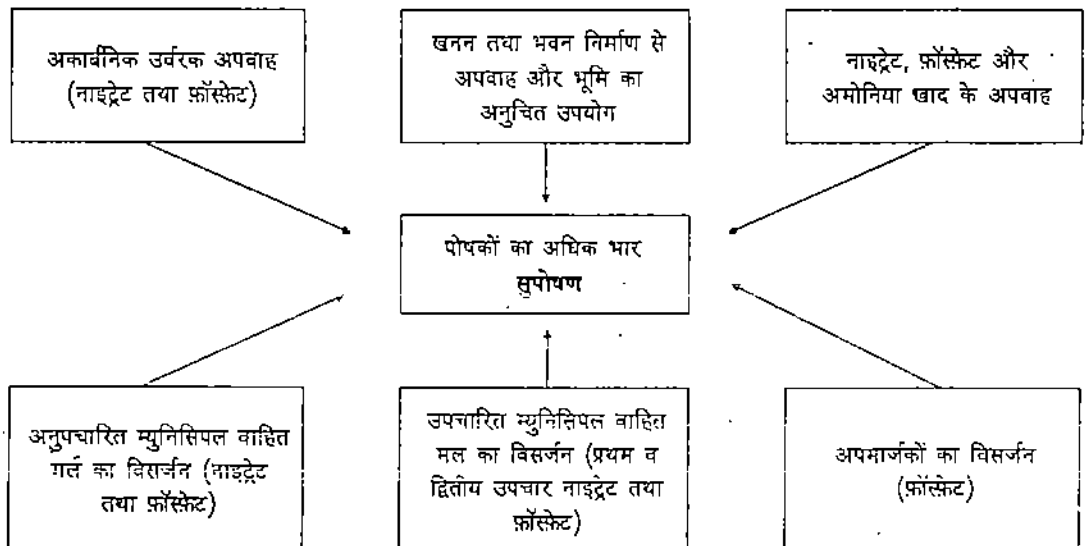 अकार्बनिक उर्वरक अपवाह
(नाइट्रेट तथा फ़ॉस्फ़ेट)
खनन तथा भवन निर्माण से
अपवाह और भूमि का
अनुचित उपयोग
नाइट्रेट, फ़ॉस्फ़ेट और
अमोनिया खाद के अपवाह
पोषकों का अधिक भार
सुपोषण
अनुपचारित म्युनिसिपल वाहित
मल का विसर्जन (नाइट्रेट
तथा फ़ॉस्फ़ेट)
उपचारित म्युनिसिपल वाहित
मल का विसर्जन (प्रथम व
द्वितीय उपचार नाइट्रेट तथा
फ़ॉस्फ़ेट)
अपमार्जकों का विसर्जन
(फ़ॉस्फ़ेट)